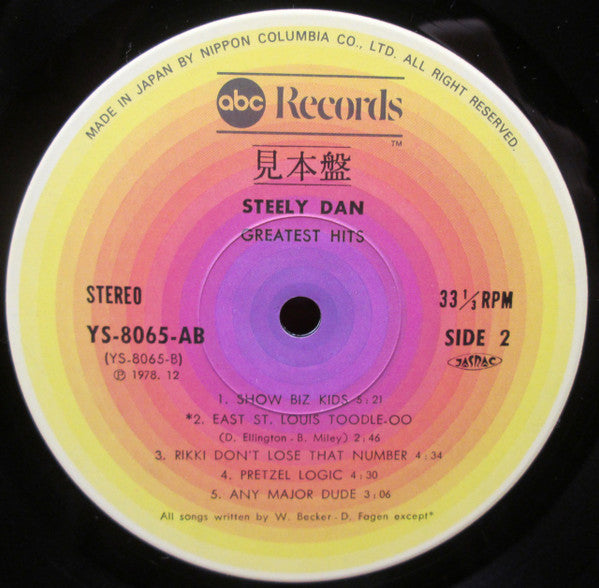 MADE IN JAPAN BY NIPPON COLUMBIA CO., LTD. ALL RIGHT RESERVED.
abc Records
TM
見本盤
STEELY DAN
GREATEST HITS
STEREO
33 1/3 RPM
YS-8065-AB
SIDE 2
(YS-8065-B)
JASRAC
Ⓟ 1978. 12
1. SHOW BIZ KIDS 5:21
*2. EAST ST. LOUIS TOODLE-OO
(D. Ellington - B. Miley) 2:46
3. RIKKI DON'T LOSE THAT NUMBER 4:34
4. PRETZEL LOGIC 4:30
5. ANY MAJOR DUDE 3:06
All songs written by W. Becker - D. Fagen except*